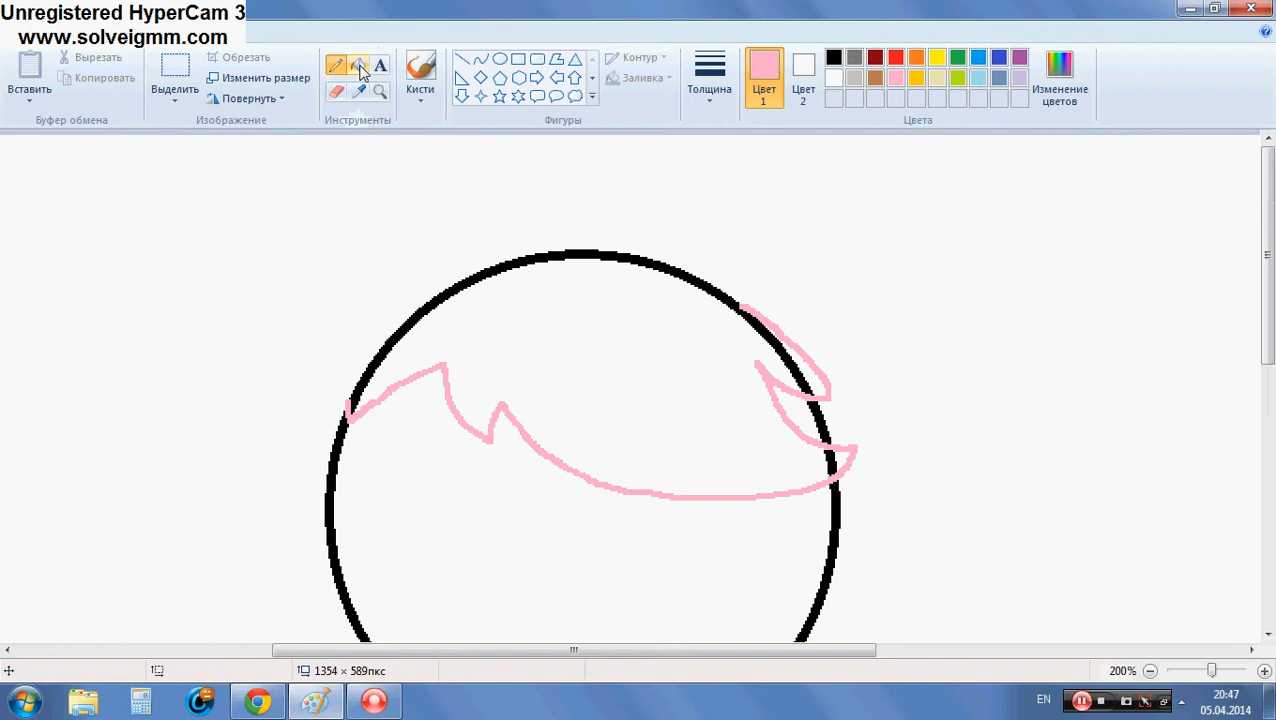 Unregistered HyperCam 3
www.solveigmm.com
Вставить
Вырезать
Копировать
Буфер обмена
Выделить
Обрезать
Изменить размер
Повернуть
Изображение
A
Инструменты
Кисти
Контур
Заливка
Фигуры
Толщина
Цвет
1
Цвет
2
Изменение
цветов
Цвета
1354 × 589пкс
200%
EN
20:47
05.04.2014